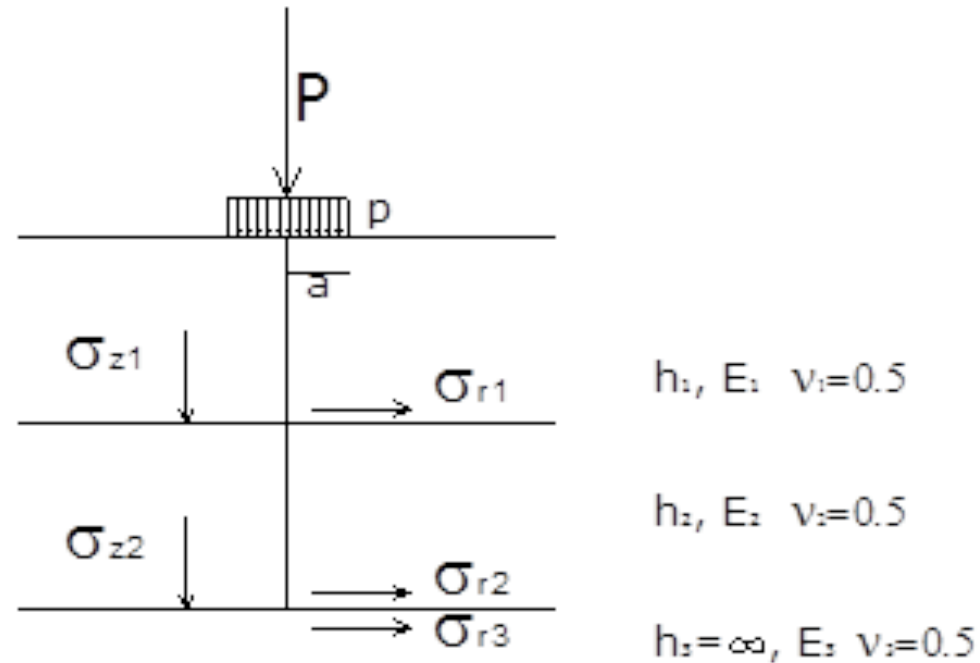 P
p
a
σz1
σr1
h₁, E₁ ν₁=0.5
h₂, E₂ ν₂=0.5
σz2
σr2
σr3
h₃=∞, E₃ ν₃=0.5